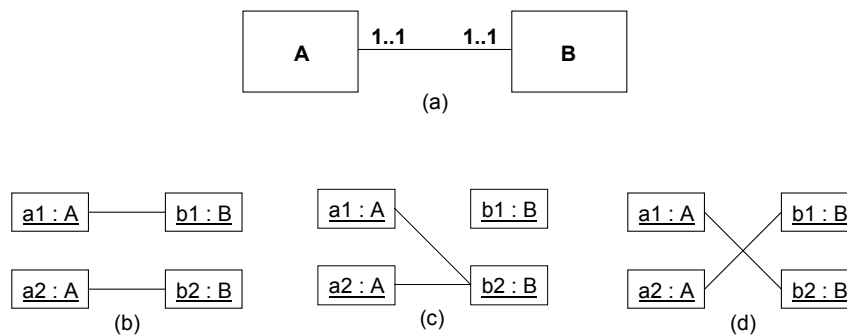 A 1..1 1..1 B
(a)
a1 : A b1 : B a1 : A b1 : B a1 : A b1 : B
a2 : A b2 : B a2 : A b2 : B a2 : A b2 : B
(b) (c) (d)